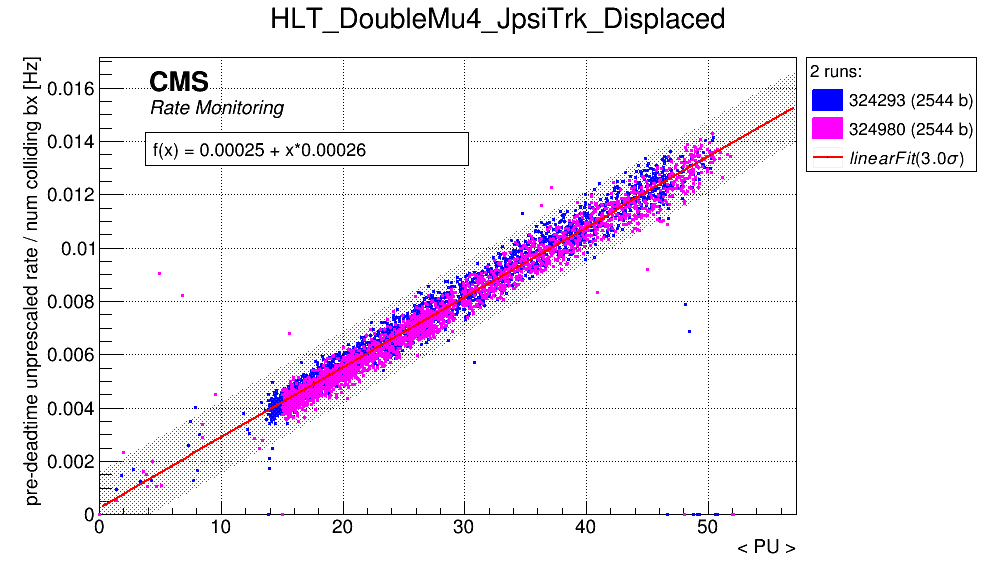 HLT_DoubleMu4_JpsiTrk_Displaced
pre-deadtime unprescaled rate / num colliding bx [Hz]
0.016
0.014
0.012
0.01
0.008
0.006
0.004
0.002
0
CMS
Rate Monitoring
f(x) = 0.00025 + x*0.00026
0 10 20 30 40 50
< PU >
2 runs:
324293 (2544 b)
324980 (2544 b)
linearFit(3.0σ)